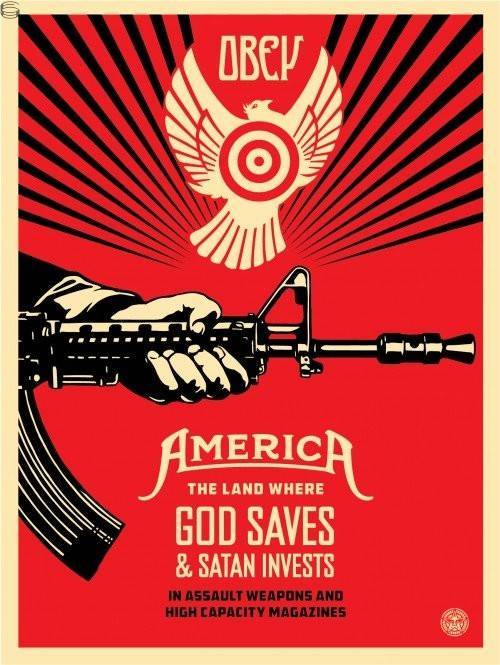 OBEY
AMERICA
THE LAND WHERE
GOD SAVES
& SATAN INVESTS
IN ASSAULT WEAPONS AND
HIGH CAPACITY MAGAZINES